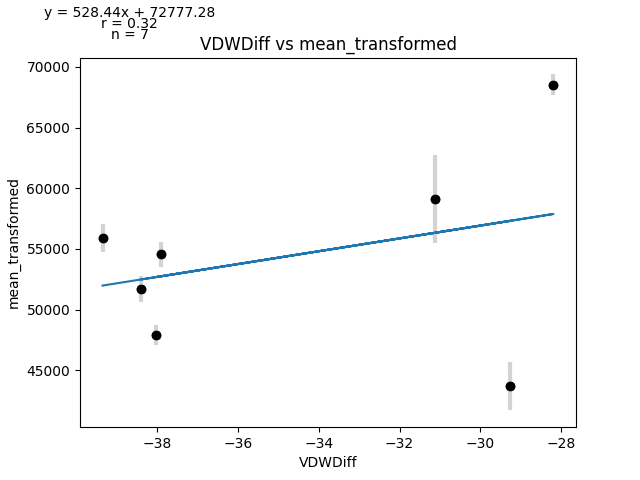 y = 528.44x + 72777.28
r = 0.32
n = 7
VDWDiff vs mean_transformed
70000
65000
60000
55000
50000
45000
mean_transformed
−38
−36
−34
−32
−30
−28
VDWDiff